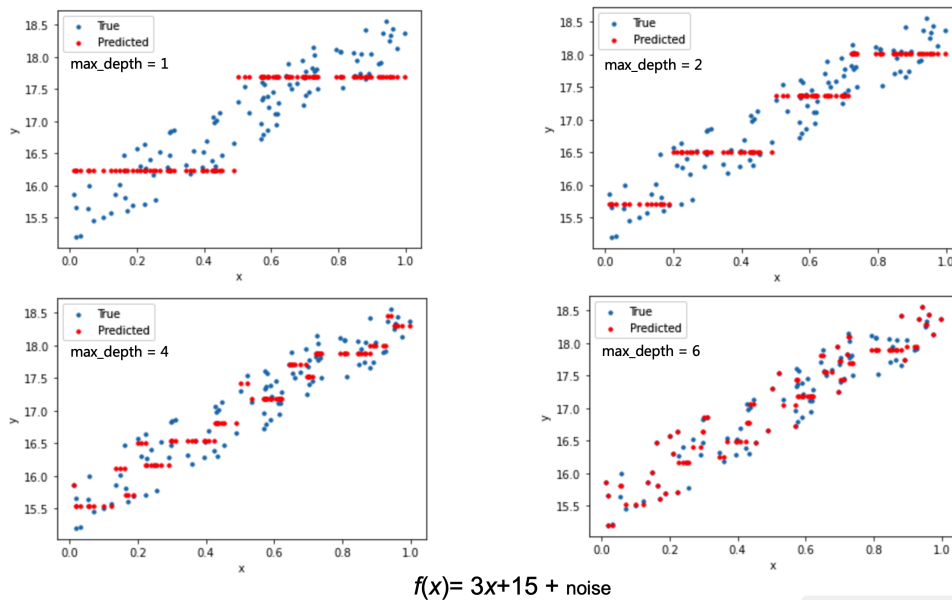 True
Predicted
max_depth = 1
18.5
18.0
17.5
17.0
16.5
16.0
15.5
y
0.0 0.2 0.4 0.6 0.8 1.0
x
True
Predicted
max_depth = 2
18.5
18.0
17.5
17.0
16.5
16.0
15.5
y
0.0 0.2 0.4 0.6 0.8 1.0
x
True
Predicted
max_depth = 4
18.5
18.0
17.5
17.0
16.5
16.0
15.5
y
0.0 0.2 0.4 0.6 0.8 1.0
x
True
Predicted
max_depth = 6
18.5
18.0
17.5
17.0
16.5
16.0
15.5
y
0.0 0.2 0.4 0.6 0.8 1.0
x
f(x)= 3x+15 + noise